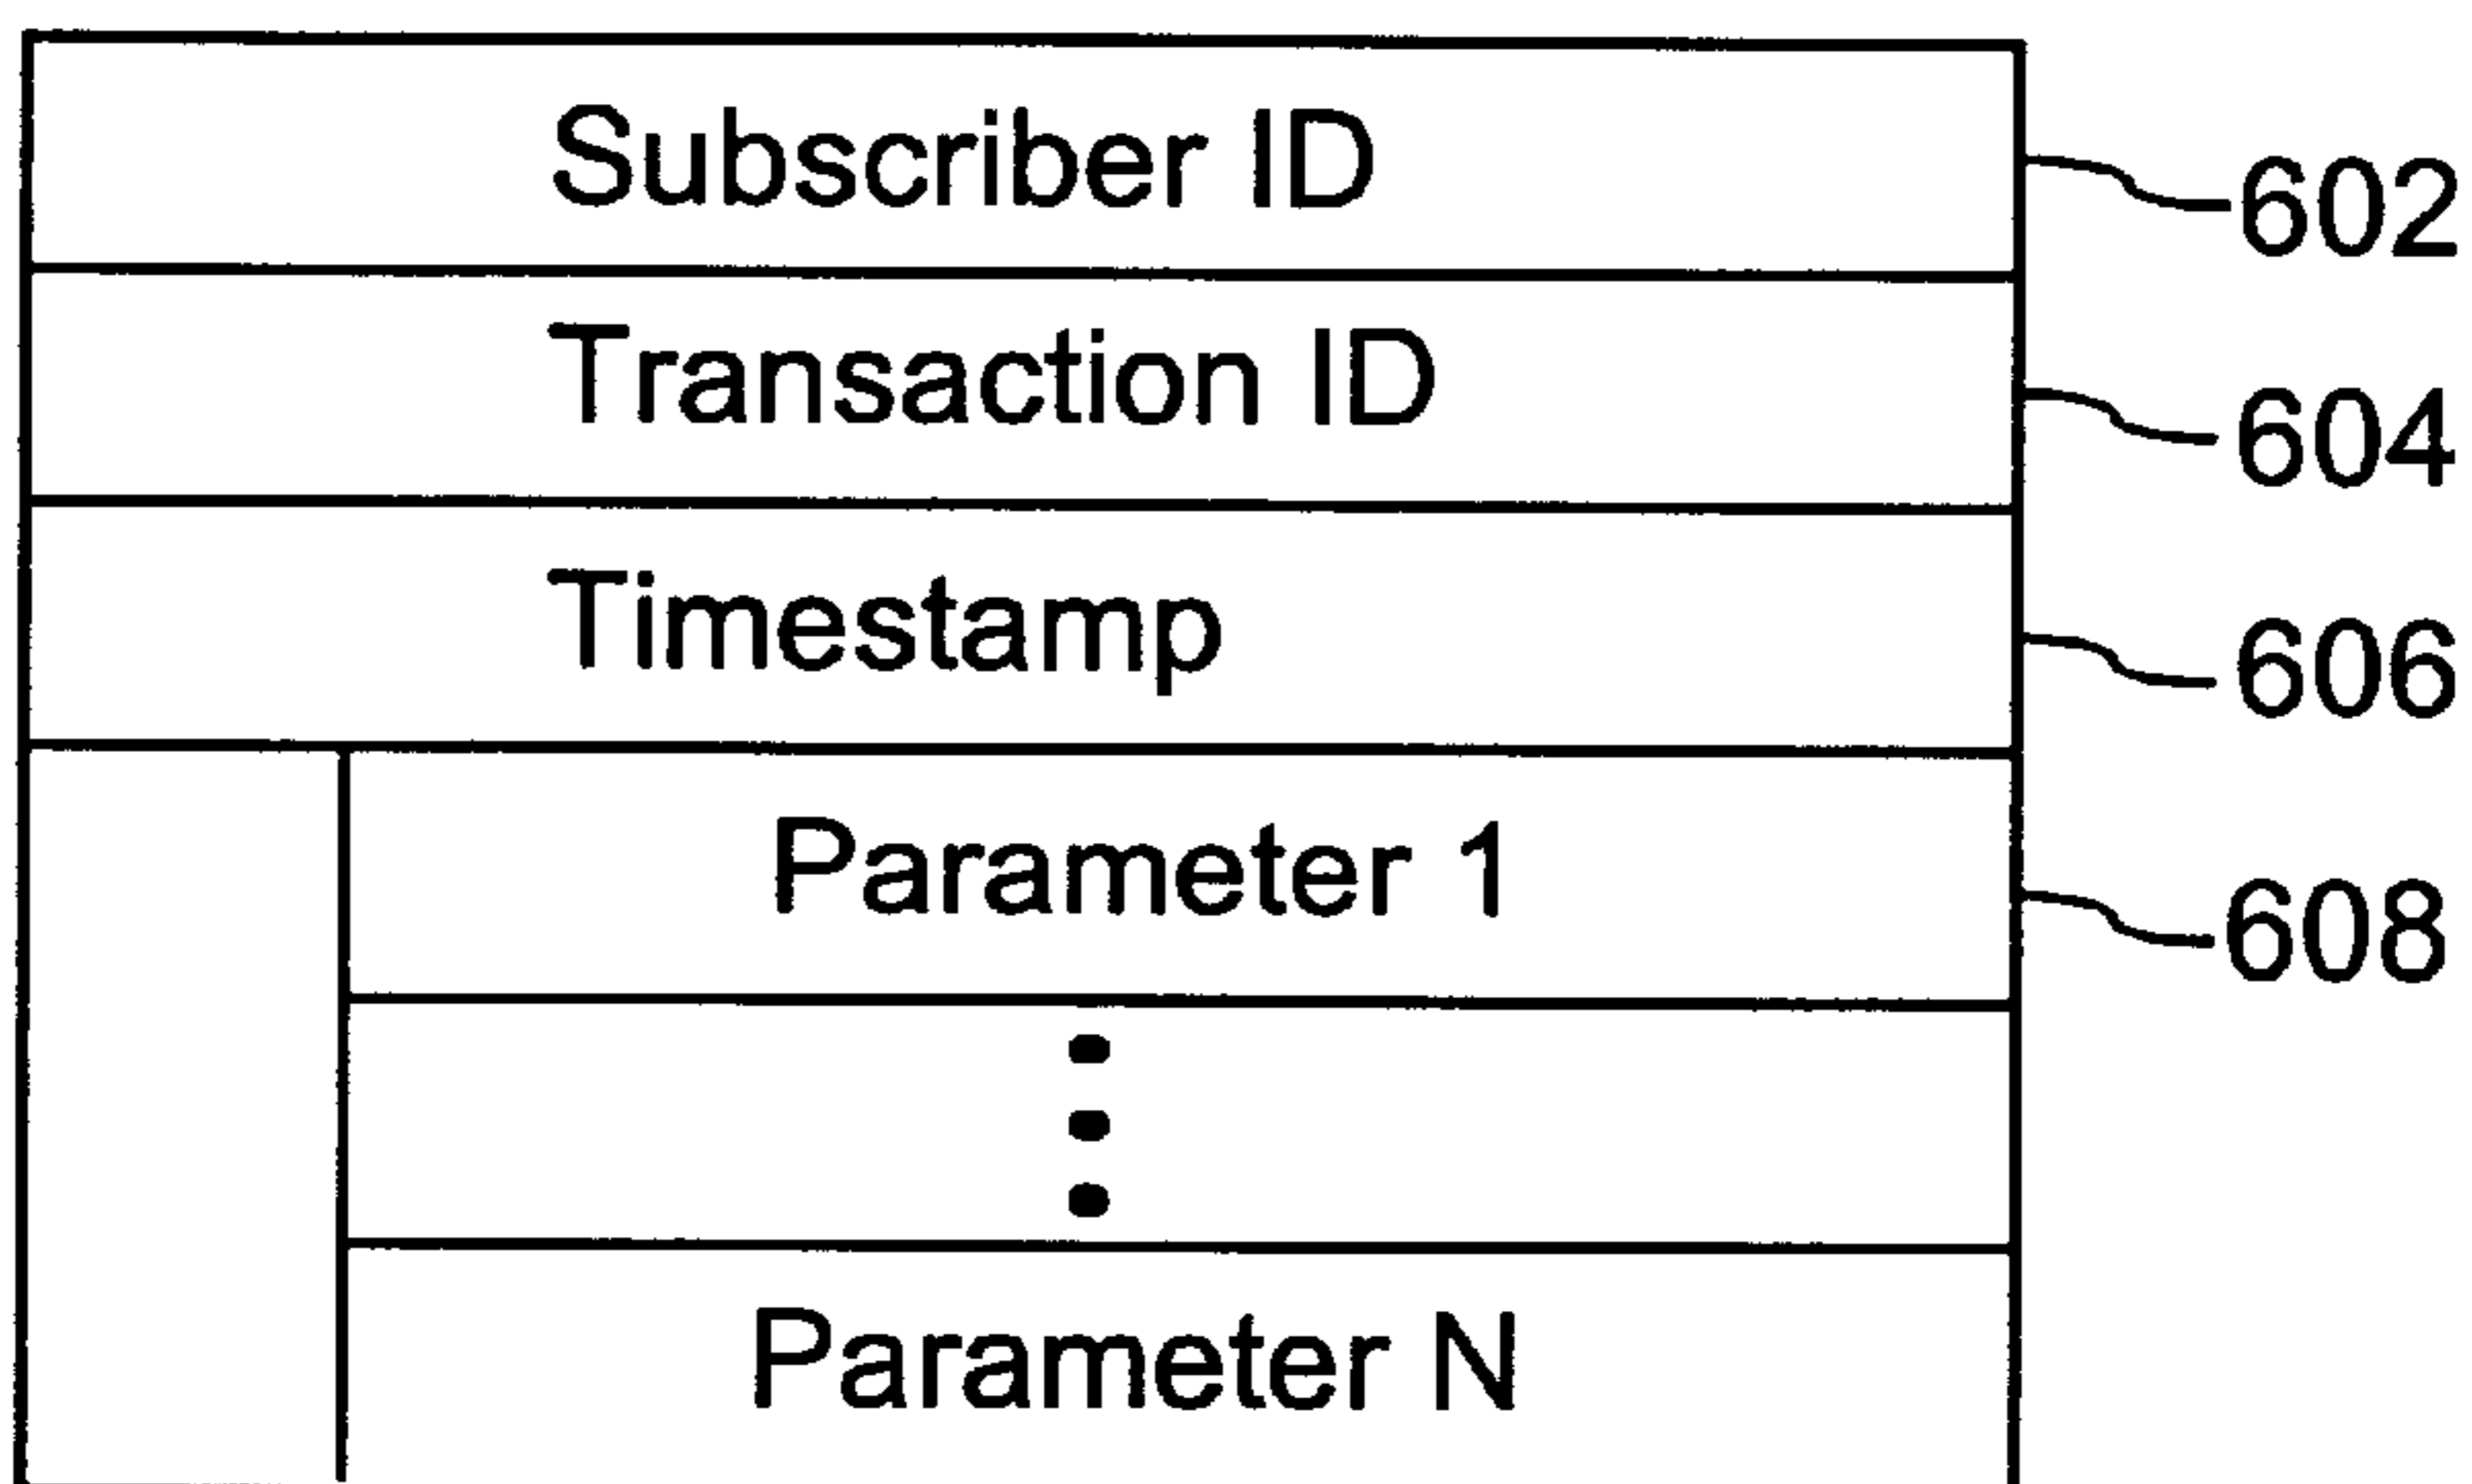 Subscriber ID 602
Transaction ID 604
Timestamp 606
Parameter 1 608
Parameter N